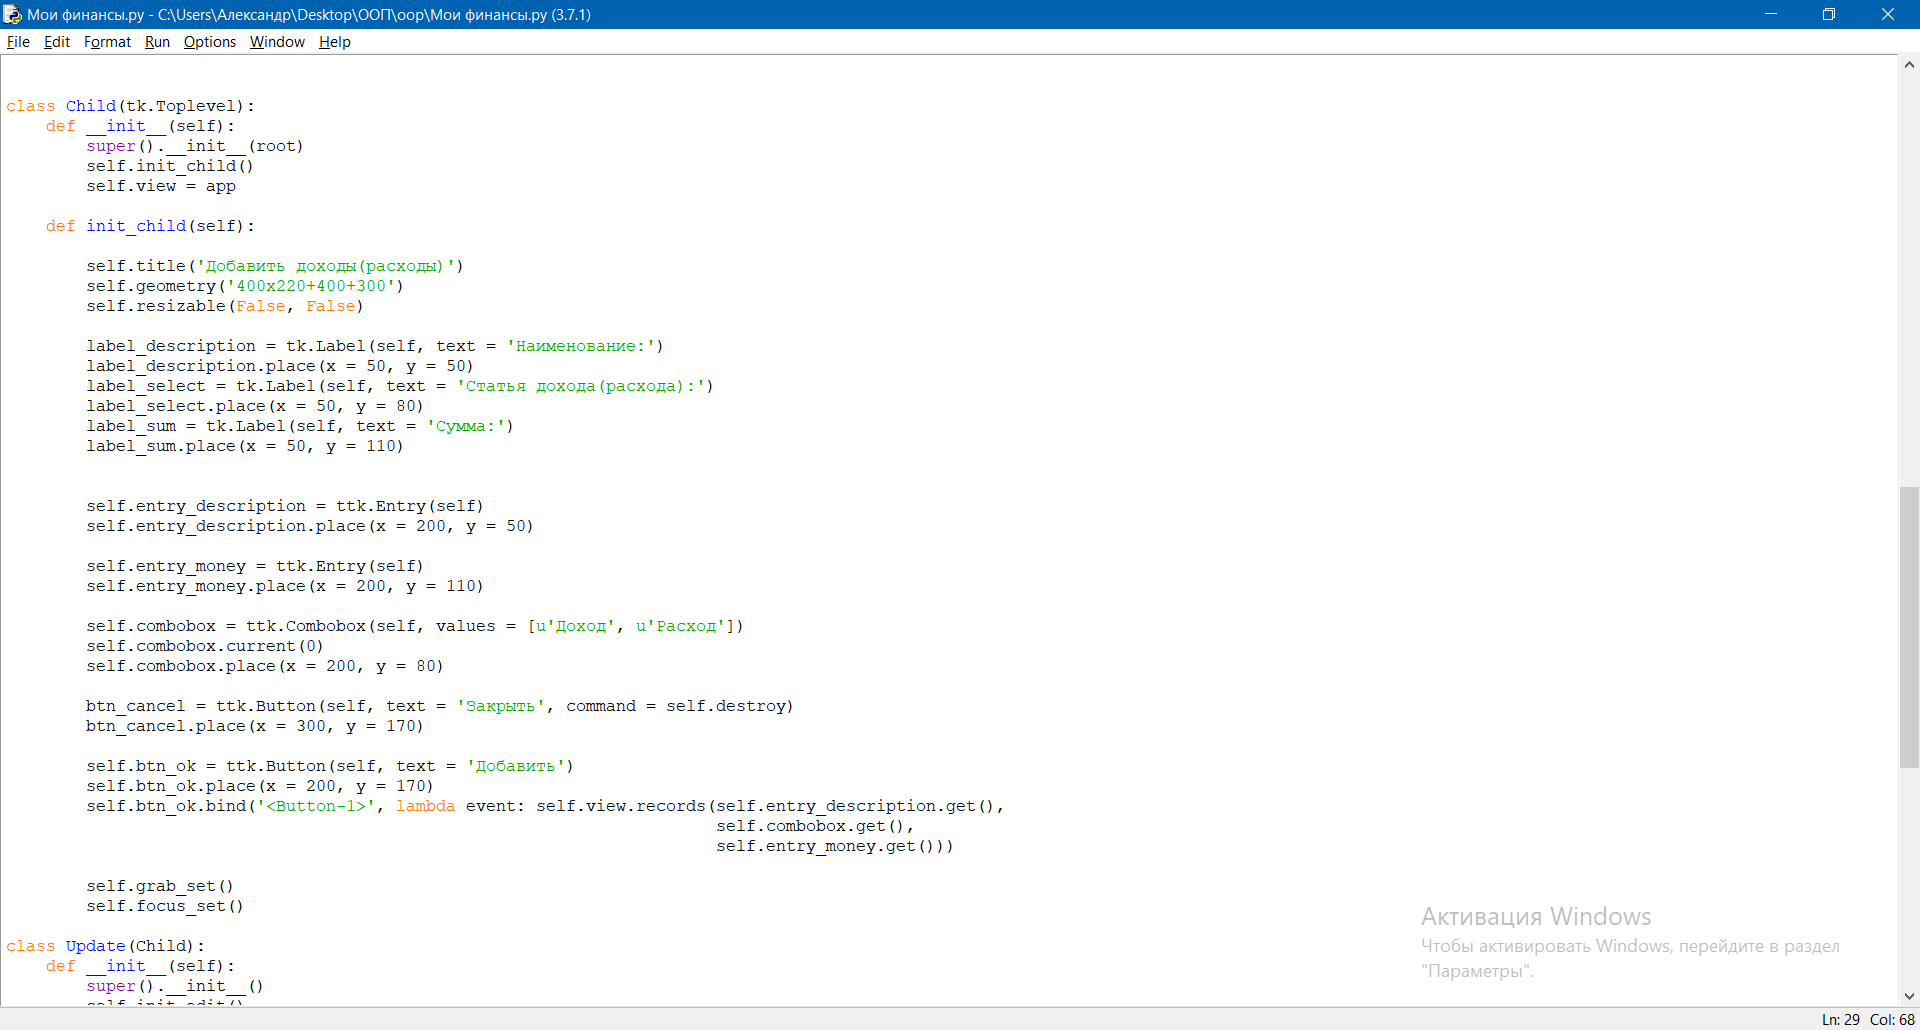 Мои финансы.py - C:\Users\Александр\Desktop\ООП\oop\Мои финансы.py (3.7.1)
File Edit Format Run Options Window Help
class Child(tk.Toplevel):
    def __init__(self):
        super().__init__(root)
        self.init_child()
        self.view = app
    def init_child(self):
        self.title('Добавить доходы(расходы)')
        self.geometry('400x220+400+300')
        self.resizable(False, False)
        label_description = tk.Label(self, text = 'Наименование:')
        label_description.place(x = 50, y = 50)
        label_select = tk.Label(self, text = 'Статья дохода(расхода):')
        label_select.place(x = 50, y = 80)
        label_sum = tk.Label(self, text = 'Сумма:')
        label_sum.place(x = 50, y = 110)
        self.entry_description = ttk.Entry(self)
        self.entry_description.place(x = 200, y = 50)
        self.entry_money = ttk.Entry(self)
        self.entry_money.place(x = 200, y = 110)
        self.combobox = ttk.Combobox(self, values = [u'Доход', u'Расход'])
        self.combobox.current(0)
        self.combobox.place(x = 200, y = 80)
        btn_cancel = ttk.Button(self, text = 'Закрыть', command = self.destroy)
        btn_cancel.place(x = 300, y = 170)
        self.btn_ok = ttk.Button(self, text = 'Добавить')
        self.btn_ok.place(x = 200, y = 170)
        self.btn_ok.bind('<Button-1>', lambda event: self.view.records(self.entry_description.get(),
                                                                       self.combobox.get(),
                                                                       self.entry_money.get()))
        self.grab_set()
        self.focus_set()
class Update(Child):
    def __init__(self):
        super().__init__()
        self.init_edit()
Активация Windows
Чтобы активировать Windows, перейдите в раздел
"Параметры".
Ln: 29 Col: 68